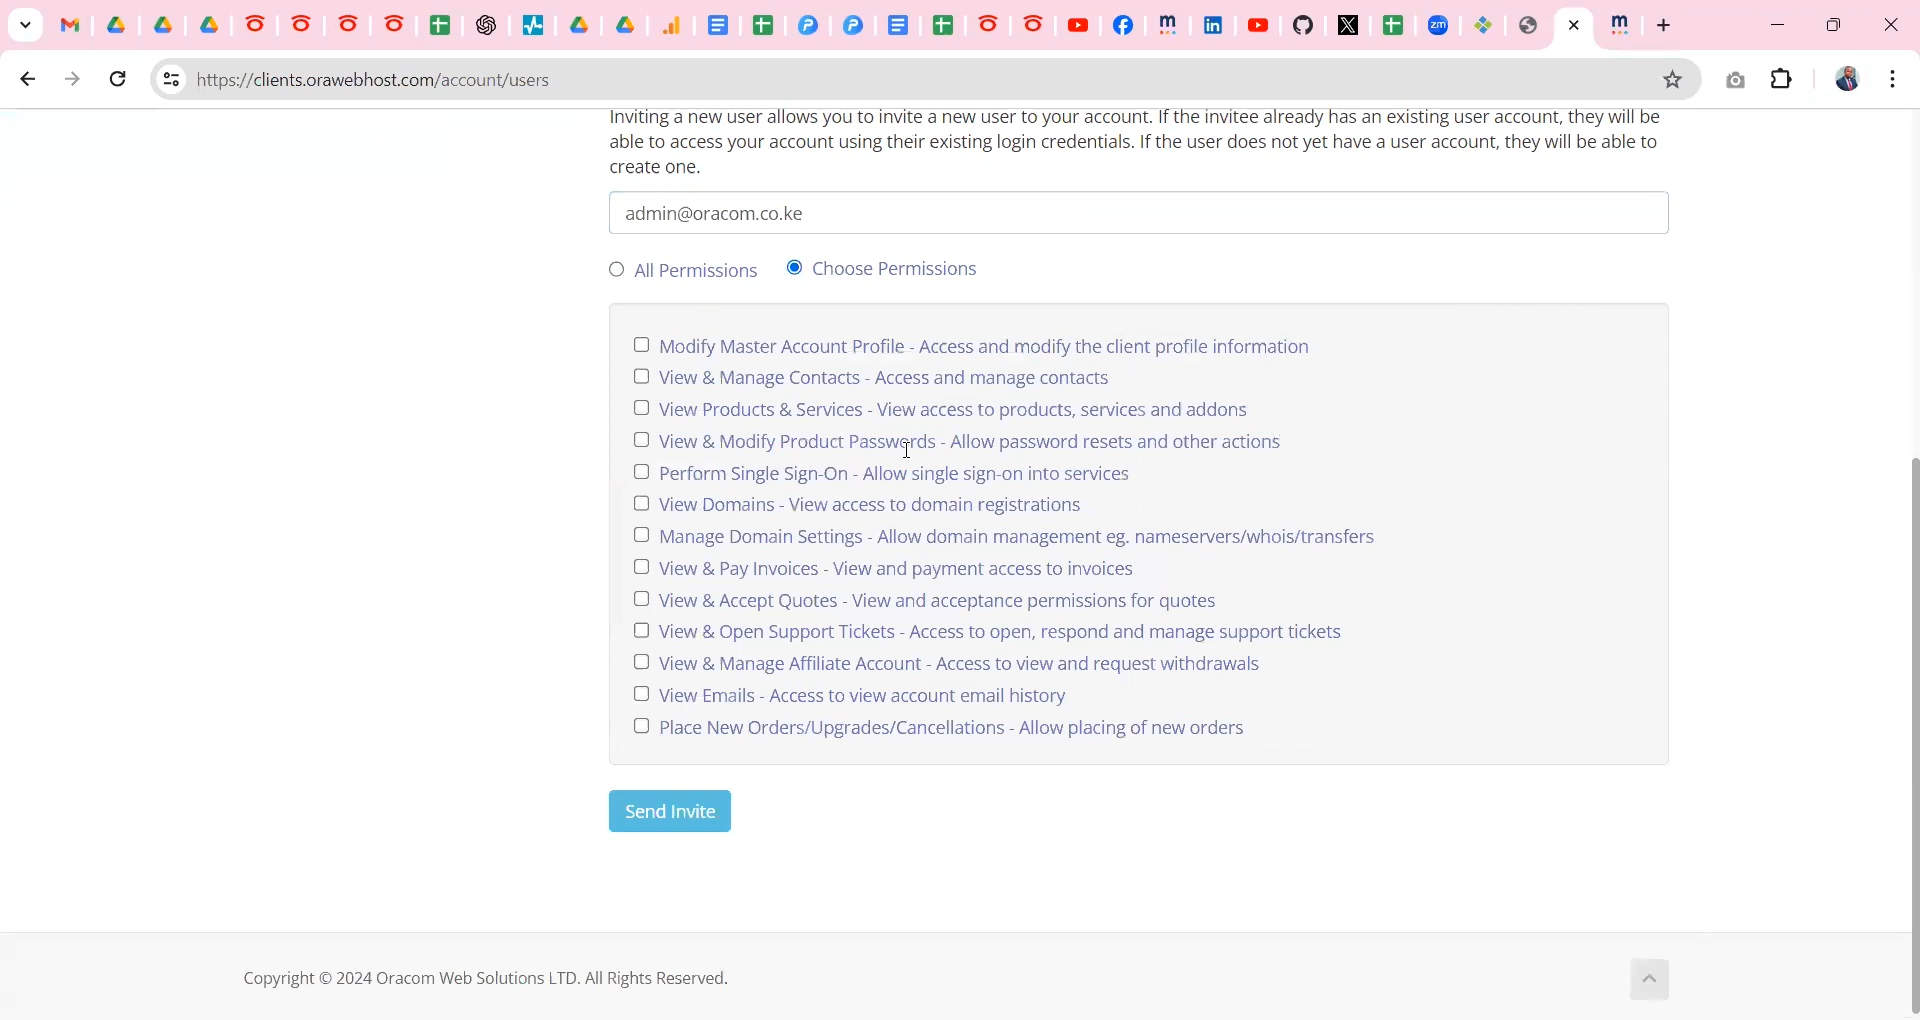 https://clients.orawebhost.com/account/users
Inviting a new user allows you to invite a new user to your account. If the invitee already has an existing user account, they will be
able to access your account using their existing login credentials. If the user does not yet have a user account, they will be able to
create one.
admin@oracom.co.ke
All Permissions Choose Permissions
Modify Master Account Profile - Access and modify the client profile information
View & Manage Contacts - Access and manage contacts
View Products & Services - View access to products, services and addons
View & Modify Product Passwords - Allow password resets and other actions
Perform Single Sign-On - Allow single sign-on into services
View Domains - View access to domain registrations
Manage Domain Settings - Allow domain management eg. nameservers/whois/transfers
View & Pay Invoices - View and payment access to invoices
View & Accept Quotes - View and acceptance permissions for quotes
View & Open Support Tickets - Access to open, respond and manage support tickets
View & Manage Affiliate Account - Access to view and request withdrawals
View Emails - Access to view account email history
Place New Orders/Upgrades/Cancellations - Allow placing of new orders
Send Invite
Copyright © 2024 Oracom Web Solutions LTD. All Rights Reserved.